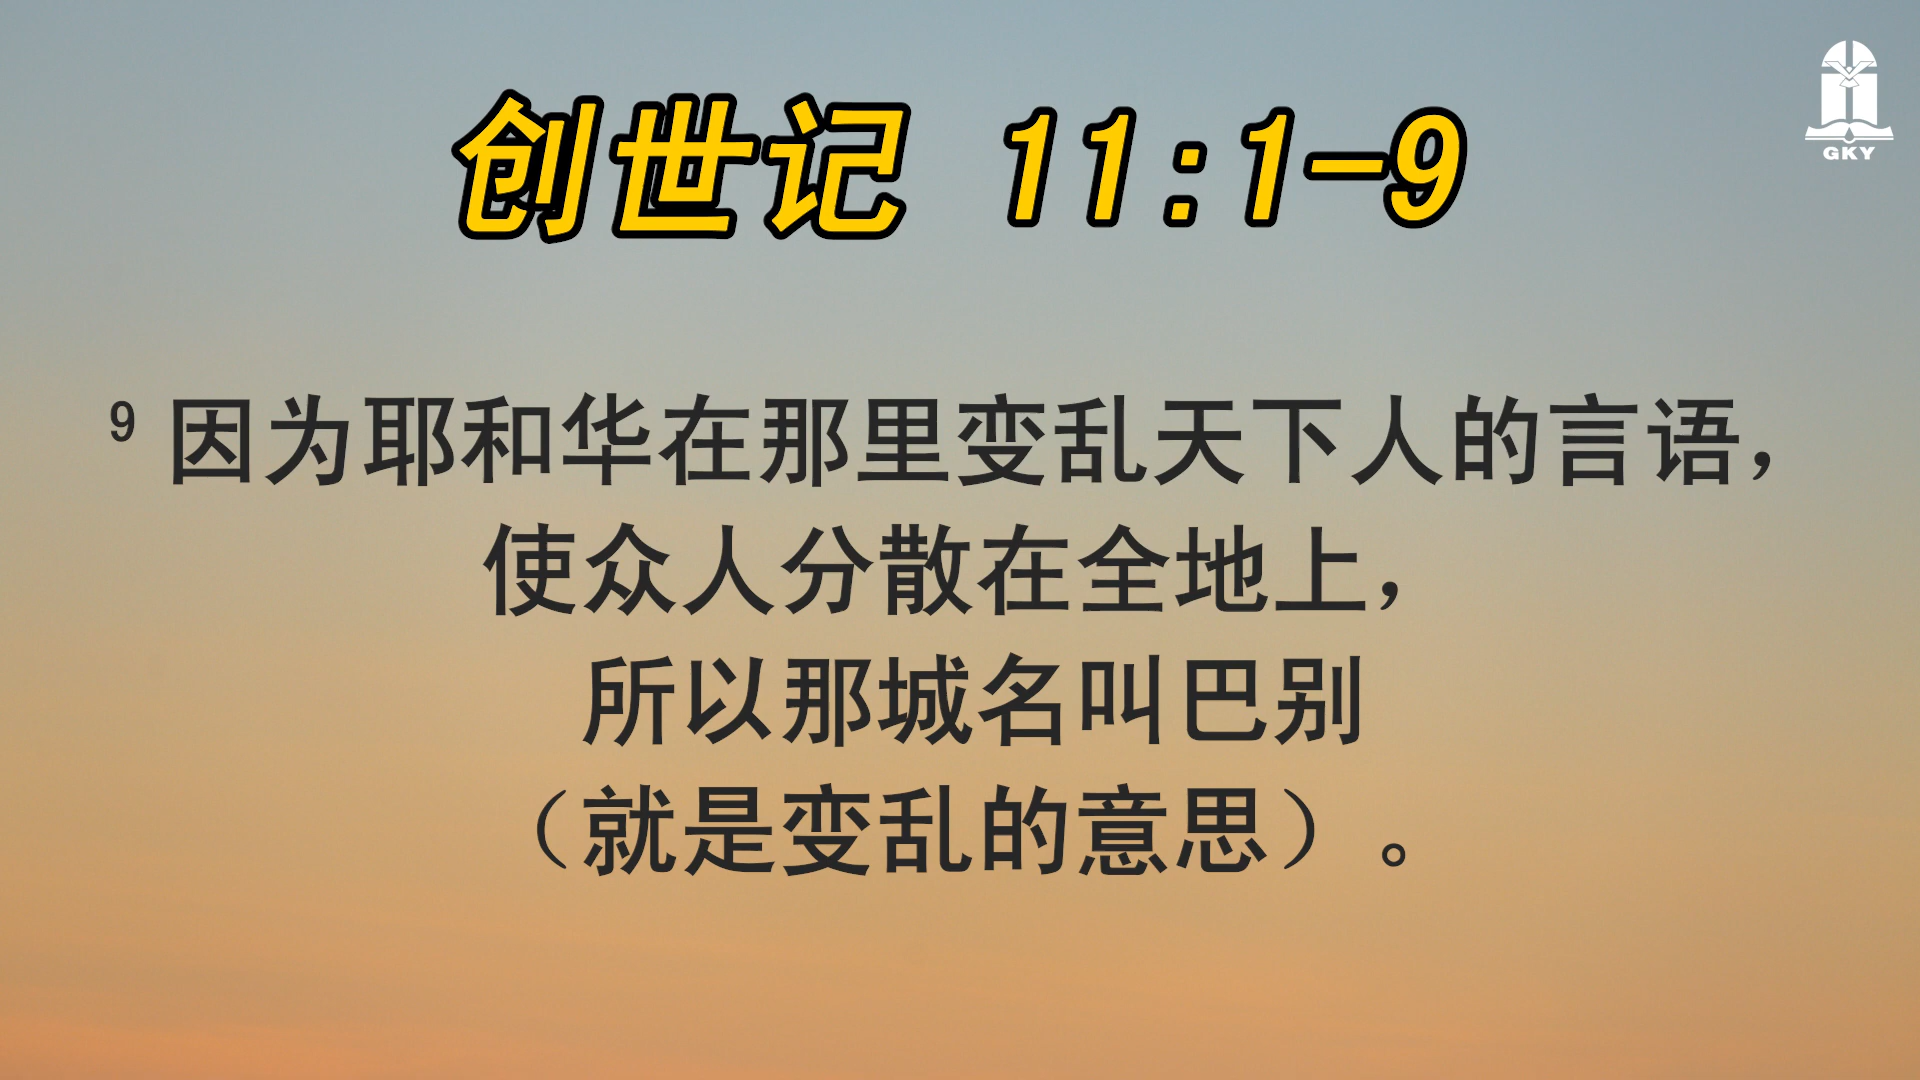 创世记 11:1-9
GKY
9 因为耶和华在那里变乱天下人的言语，
使众人分散在全地上，
所以那城名叫巴别
（就是变乱的意思）。